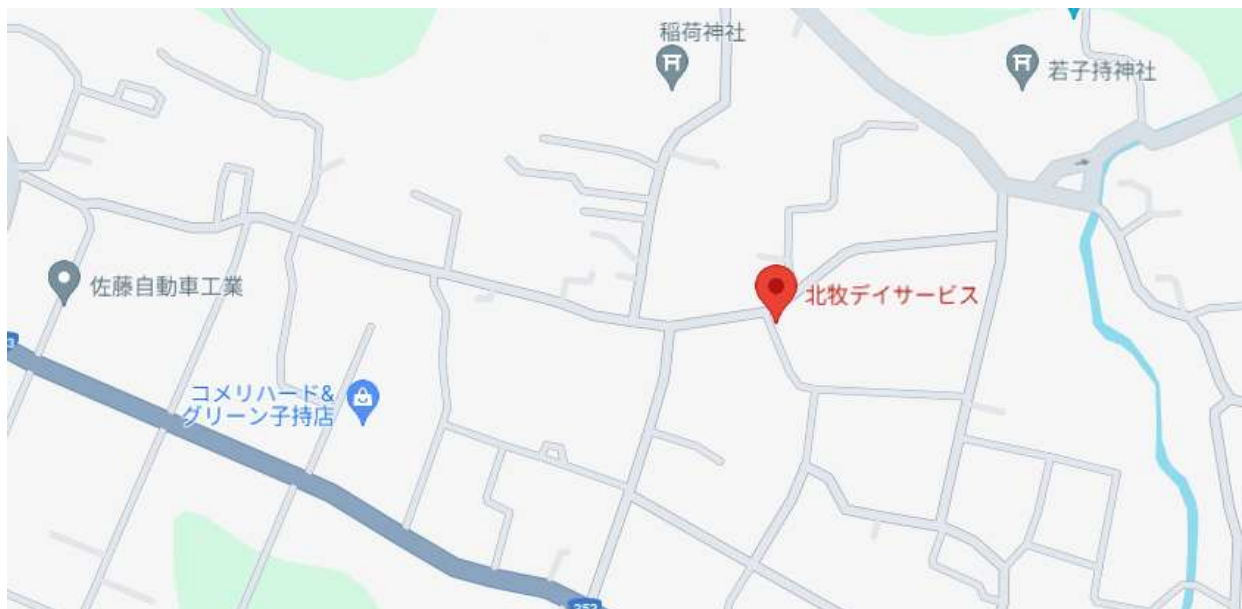 稲荷神社
若子持神社
佐藤自動車工業
北牧デイサービス
コメリハード&
グリーン子持店